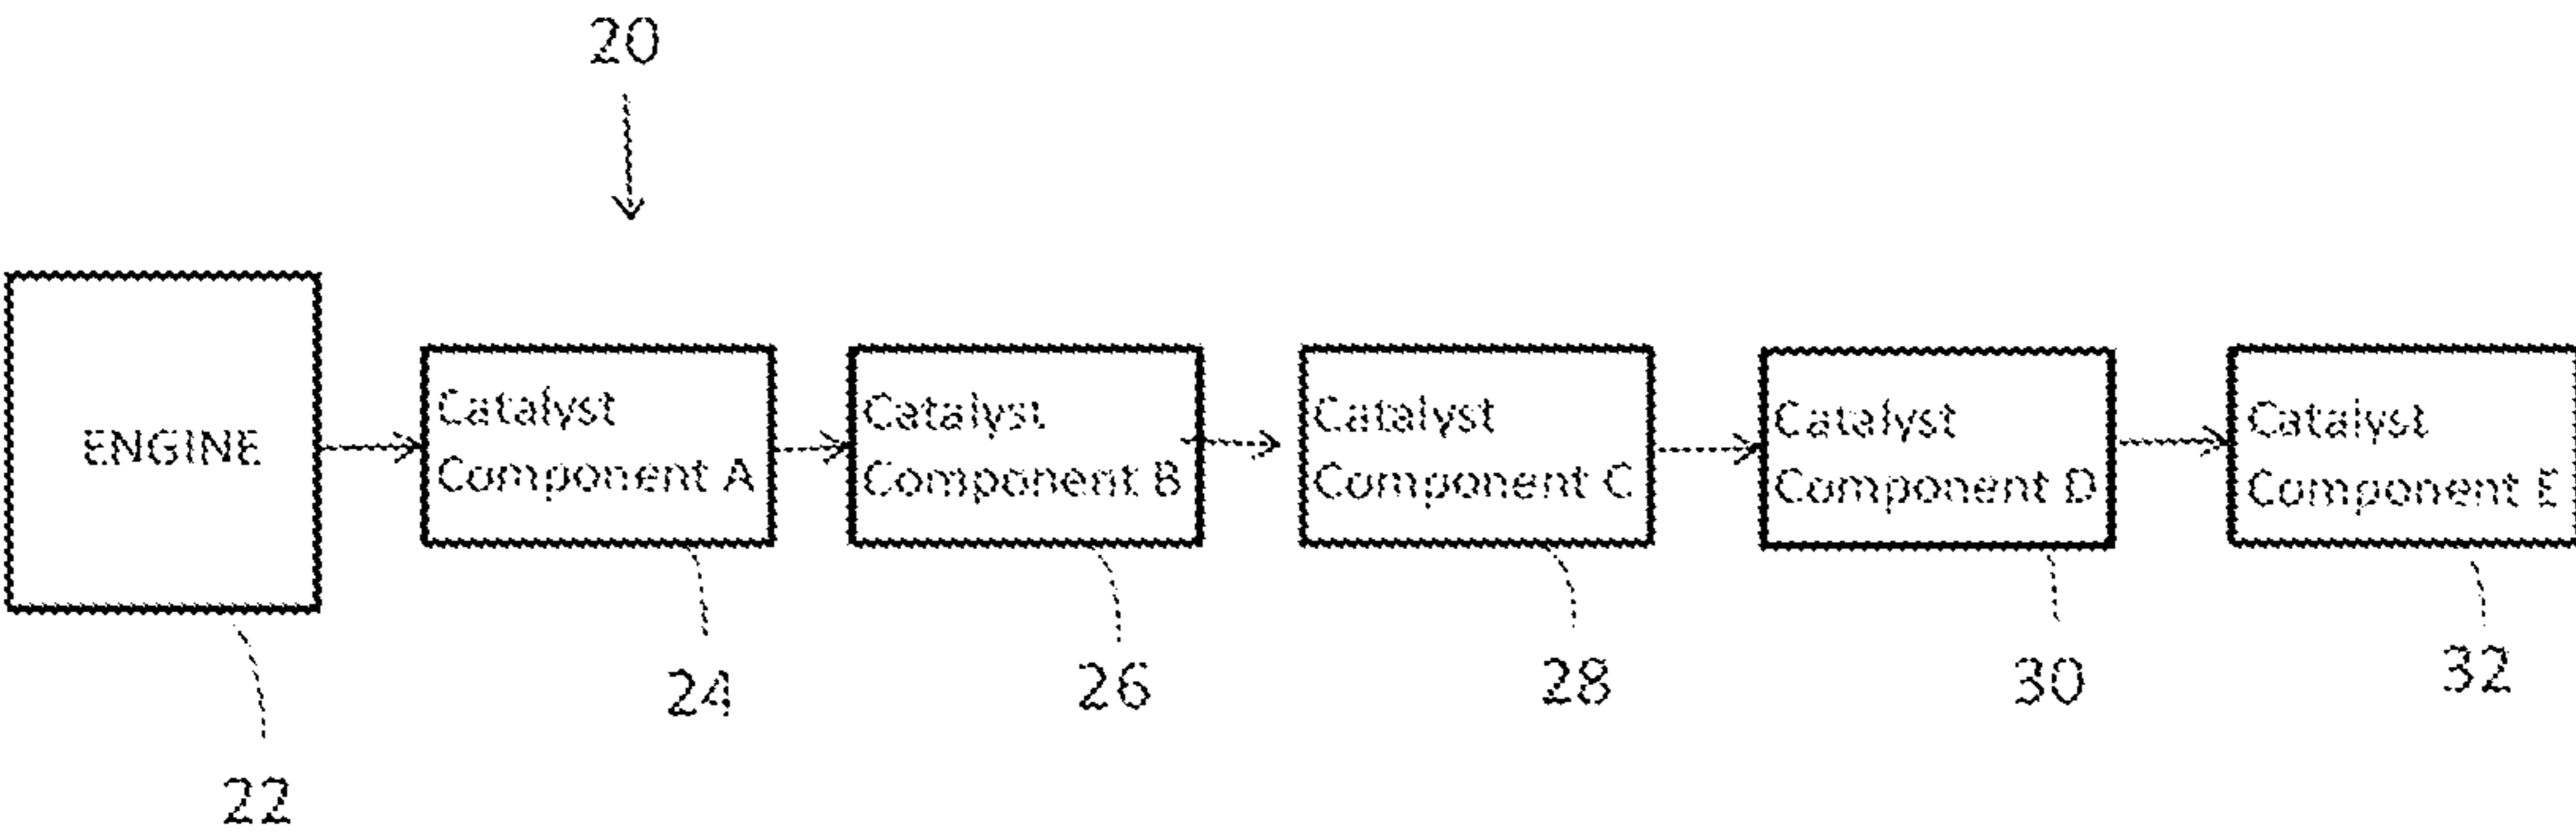 20
ENGINE
Catalyst
Component A
Catalyst
Component B
Catalyst
Component C
Catalyst
Component D
Catalyst
Component E
24
26
28
30
32
22